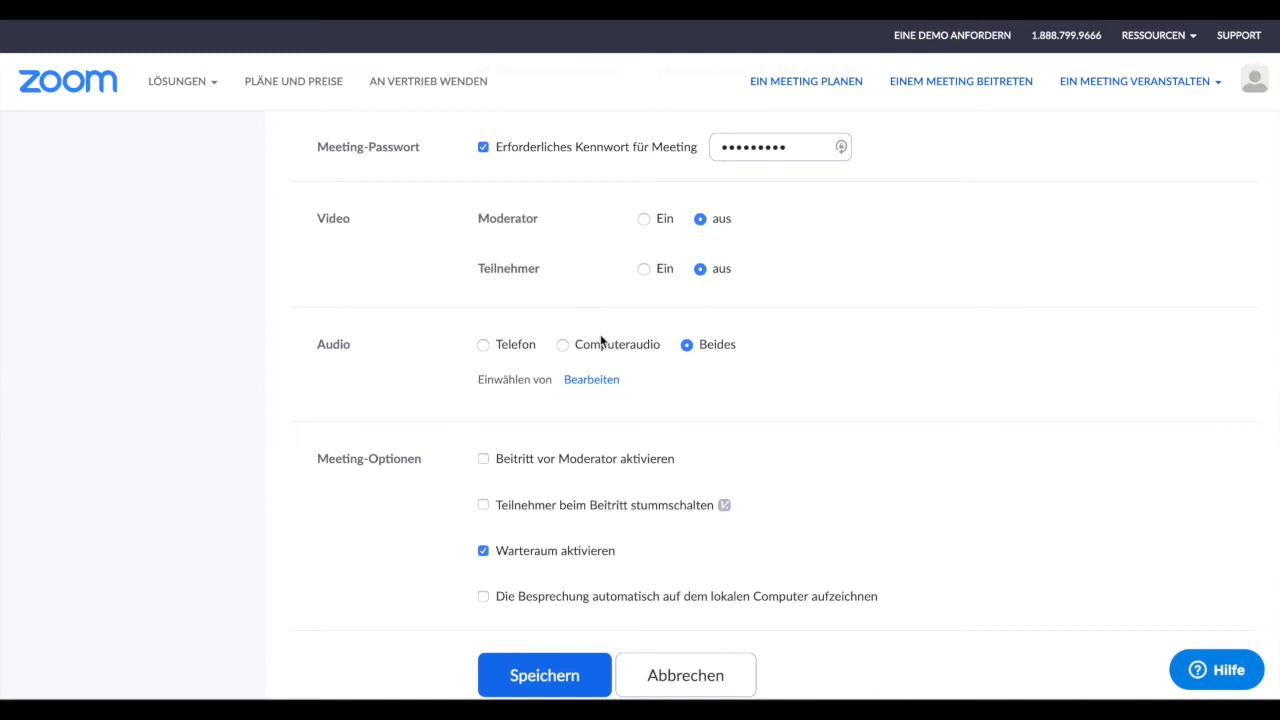 EINE DEMO ANFORDERN 1.888.799.9666 RESSOURCEN SUPPORT
zoom LÖSUNGEN PLÄNE UND PREISE AN VERTRIEB WENDEN EIN MEETING PLANEN EINEM MEETING BEITRETEN EIN MEETING VERANSTALTEN
Meeting-Passwort Erforderliches Kennwort für Meeting •••••••••
Video Moderator Ein aus
Teilnehmer Ein aus
Audio Telefon Computeraudio Beides
Einwählen von Bearbeiten
Meeting-Optionen Beitritt vor Moderator aktivieren
Teilnehmer beim Beitritt stummschalten
Warteraum aktivieren
Die Besprechung automatisch auf dem lokalen Computer aufzeichnen
Speichern Abbrechen
Hilfe